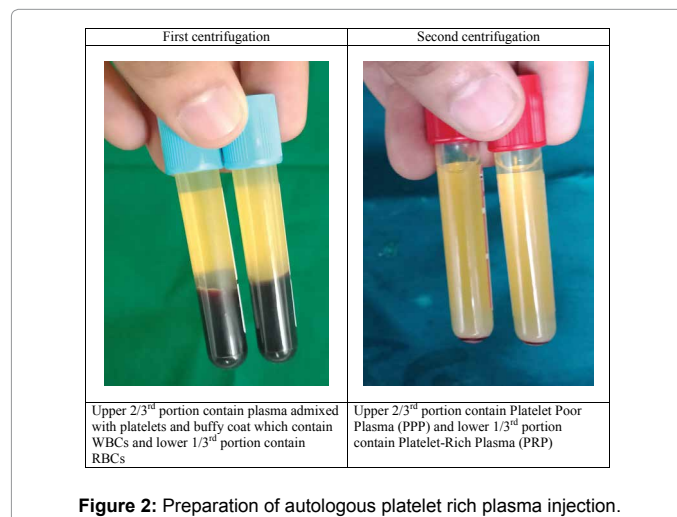 First centrifugation
Second centrifugation
Upper 2/3rd portion contain plasma admixed
with platelets and buffy coat which contain
WBCs and lower 1/3rd portion contain
RBCs
Upper 2/3rd portion contain Platelet Poor
Plasma (PPP) and lower 1/3rd portion
contain Platelet-Rich Plasma (PRP)
Figure 2: Preparation of autologous platelet rich plasma injection.